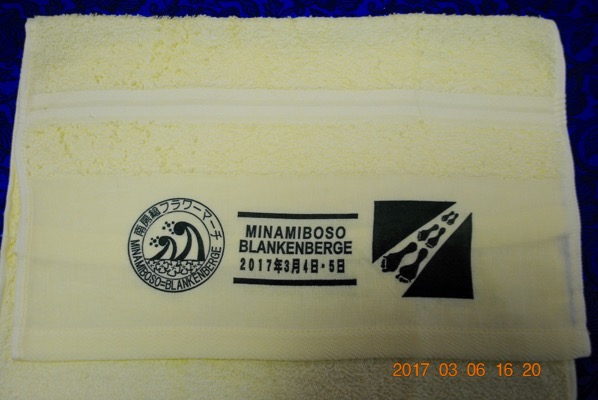 南房総フラワーマーチ
MINAMIBOSO=BLANKENBERGE
MINAMIBOSO
BLANKENBERGE
2017年3月4日・5日
2017 03 06 16 20